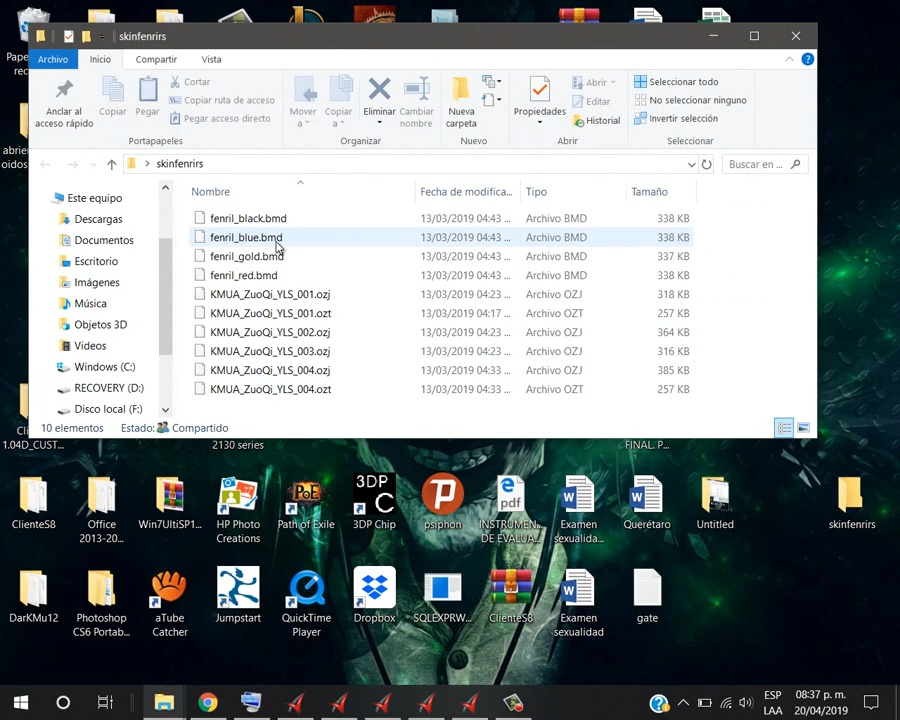 skinfenrirs
Archivo Inicio Compartir Vista
Anclar al acceso rápido
Copiar
Pegar
Cortar
Copiar ruta de acceso
Pegar acceso directo
Portapapeles
Mover a
Copiar a
Eliminar
Cambiar nombre
Organizar
Nueva carpeta
Nuevo
Propiedades
Abrir
Editar
Historial
Abrir
Seleccionar todo
No seleccionar ninguno
Invertir selección
Seleccionar
skinfenrirs
Buscar en ...
Este equipo
Descargas
Documentos
Escritorio
Imágenes
Música
Objetos 3D
Videos
Windows (C:)
RECOVERY (D:)
Disco local (F:)
Nombre Fecha de modifica... Tipo Tamaño
fenril_black.bmd 13/03/2019 04:43 ... Archivo BMD 338 KB
fenril_blue.bmd 13/03/2019 04:43 ... Archivo BMD 338 KB
fenril_gold.bmd 13/03/2019 04:43 ... Archivo BMD 337 KB
fenril_red.bmd 13/03/2019 04:43 ... Archivo BMD 338 KB
KMUA_ZuoQi_YLS_001.ozj 13/03/2019 04:23 ... Archivo OZJ 318 KB
KMUA_ZuoQi_YLS_001.ozt 13/03/2019 04:17 ... Archivo OZT 257 KB
KMUA_ZuoQi_YLS_002.ozj 13/03/2019 04:23 ... Archivo OZJ 364 KB
KMUA_ZuoQi_YLS_003.ozj 13/03/2019 04:23 ... Archivo OZJ 316 KB
KMUA_ZuoQi_YLS_004.ozj 13/03/2019 04:33 ... Archivo OZJ 385 KB
KMUA_ZuoQi_YLS_004.ozt 13/03/2019 04:33 ... Archivo OZT 257 KB
10 elementos Estado: Compartido
Pape
rec
abrien
oidos
Cli
1.04D_CUST...
2130 series
FINAL. P...
ClienteS8
Office
2013-20...
Win7UltiSP1...
HP Photo
Creations
Path of Exile
3DP
C
3DP Chip
psiphon
pdf
INSTRUMEN...
DE EVALUA...
Examen
sexualida...
Querétaro
Untitled
skinfenrirs
DarKMu12
Photoshop
CS6 Portab...
aTube
Catcher
Jumpstart
QuickTime
Player
Dropbox
SQLEXPRW...
ClienteS8
Examen
sexualidad
gate
ESP
LAA
08:37 p. m.
20/04/2019